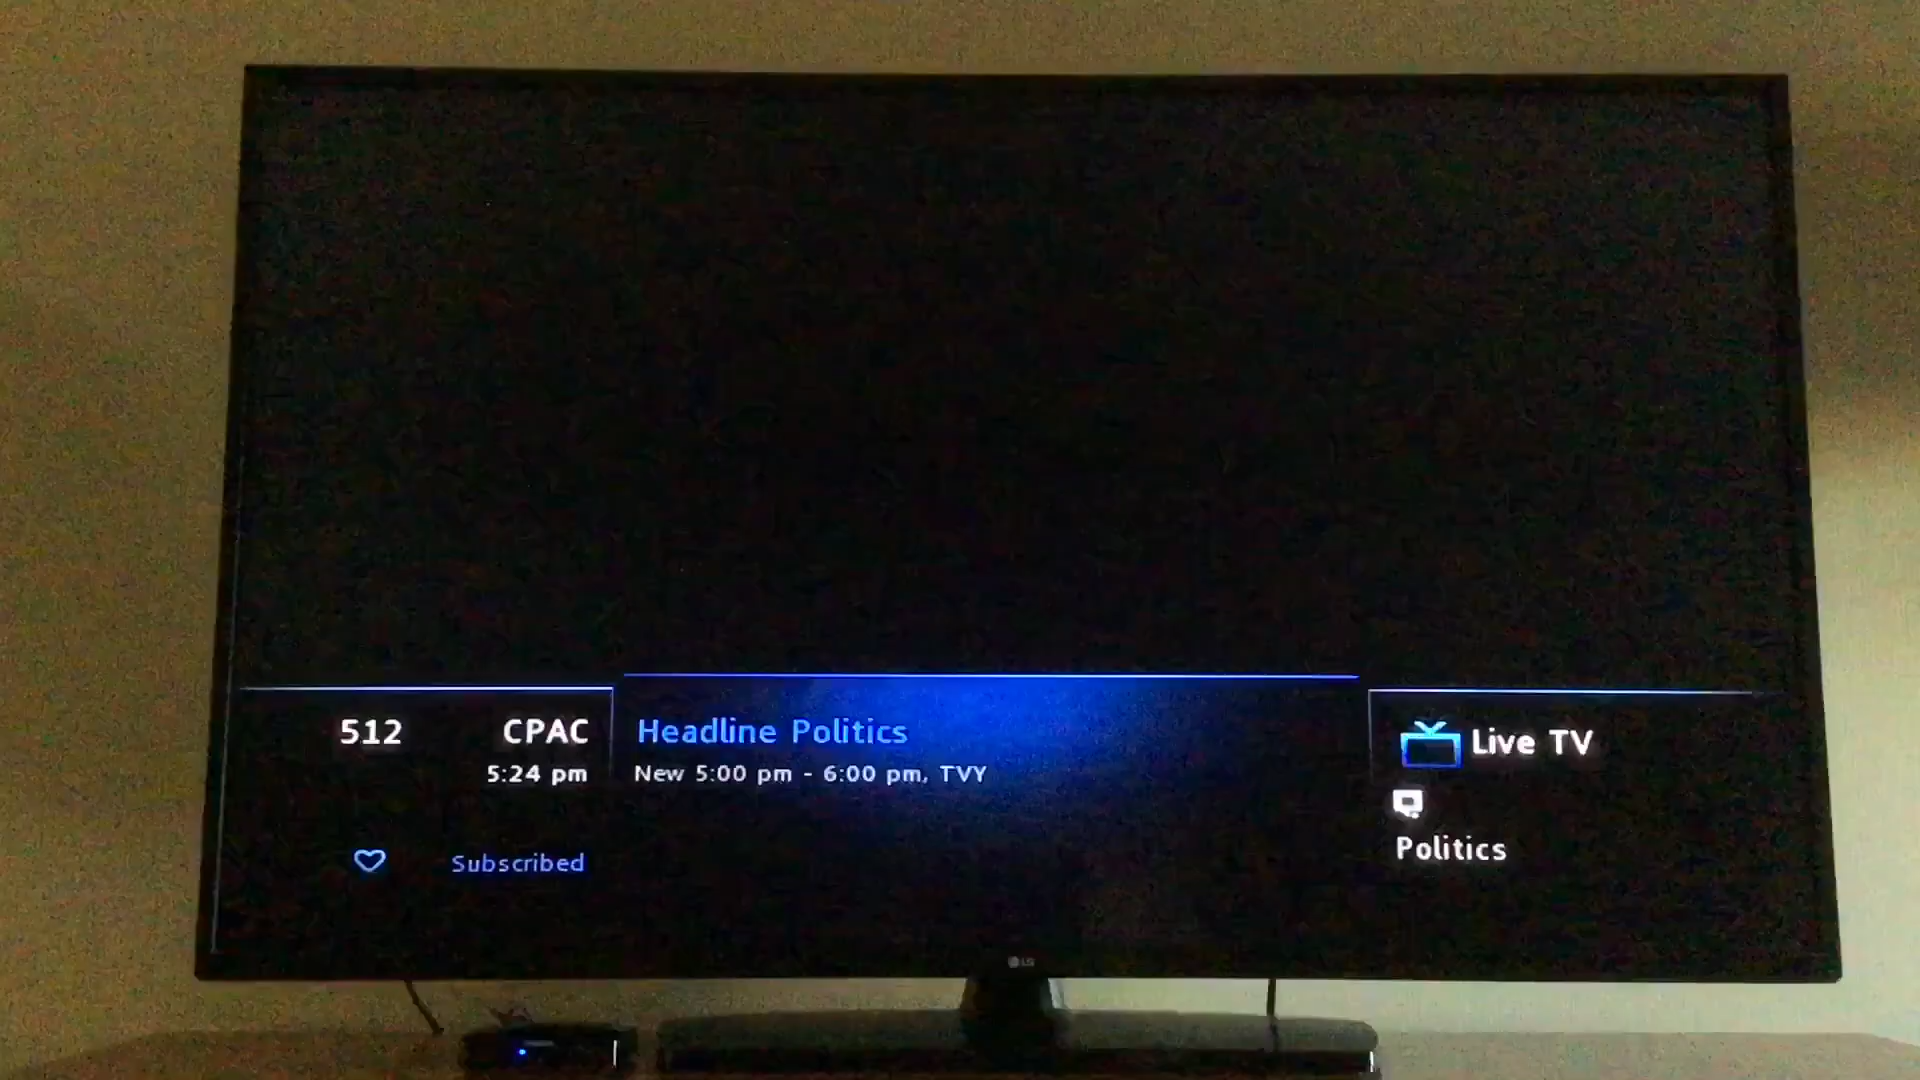 512 CPAC
5:24 pm
Subscribed
Headline Politics
New 5:00 pm - 6:00 pm, TVY
Live TV
Politics
LG